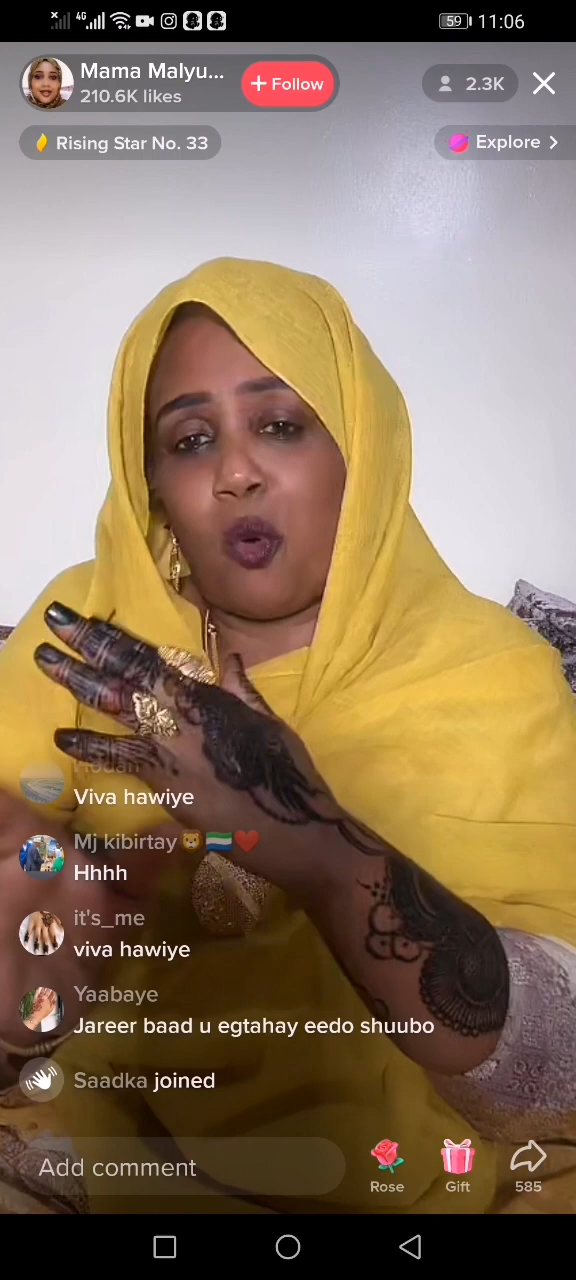 4G
59
11:06
Mama Malyu...
210.6K likes
+ Follow
2.3K
Rising Star No. 33
Explore >
Hodan
Viva hawiye
Mj kibirtay🦁🇸🇱❤️
Hhhh
it's_me
viva hawiye
Yaabaye
Jareer baad u egtahay eedo shuubo
Saadka joined
Add comment
Rose
Gift
585